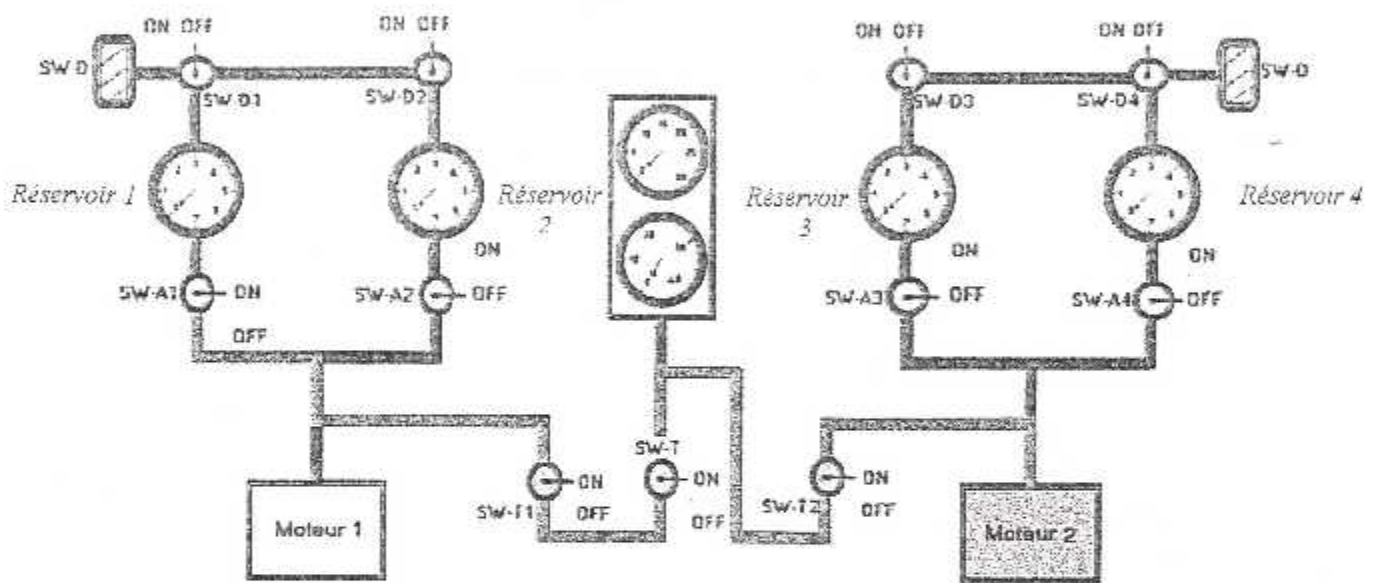 ON OFF
ON OFF
ON OFF
ON OFF
SW-D
SW-D1
SW-D2
SW-D3
SW-D4
SW-D
Réservoir 1
Réservoir
2
Réservoir
3
Réservoir 4
SW-A1
ON
OFF
ON
SW-A2
OFF
ON
SW-A3
OFF
ON
SW-A4
OFF
SW-T1
ON
OFF
SW-T
ON
OFF
SW-T2
ON
OFF
Moteur 1
Moteur 2